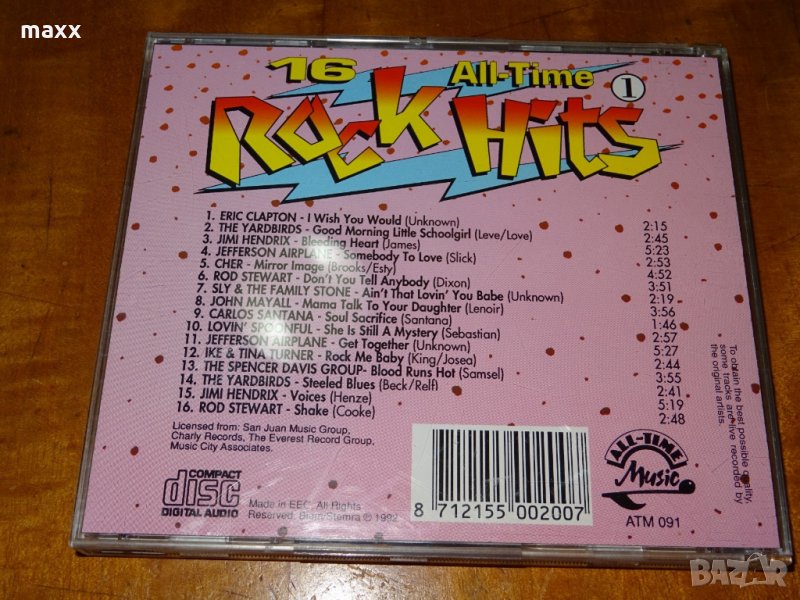 maxx
16 All-Time
Rock Hits 1
1. ERIC CLAPTON - I Wish You Would (Unknown) 2:15
2. THE YARDBIRDS - Good Morning Little Schoolgirl (Leve/Love) 2:45
3. JIMI HENDRIX - Bleeding Heart (James) 5:23
4. JEFFERSON AIRPLANE - Somebody To Love (Slick) 2:53
5. CHER - Mirror Image (Brooks/Esty) 4:52
6. ROD STEWART - Don't You Tell Anybody (Dixon) 3:51
7. SLY & THE FAMILY STONE - Ain't That Lovin' You Babe (Unknown) 2:19
8. JOHN MAYALL - Mama Talk To Your Daughter (Lenoir) 3:56
9. CARLOS SANTANA - Soul Sacrifice (Santana) 1:46
10. LOVIN' SPOONFUL - She Is Still A Mystery (Sebastian) 2:57
11. JEFFERSON AIRPLANE - Get Together (Unknown) 5:27
12. IKE & TINA TURNER - Rock Me Baby (King/Josea) 2:44
13. THE SPENCER DAVIS GROUP- Blood Runs Hot (Samsel) 3:55
14. THE YARDBIRDS - Steeled Blues (Beck/Relf) 2:41
15. JIMI HENDRIX - Voices (Henze) 5:19
16. ROD STEWART - Shake (Cooke) 2:48
Licensed from: San Juan Music Group,
Charly Records, The Everest Record Group,
Music City Associates.
To obtain the best possible quality,
some tracks are live recorded by
the original artists.
COMPACT
disc
DIGITAL AUDIO
Made in EEC, All Rights
Reserved. Biem/Stemra © 1992
8 712155 002007
ALL-TIME
Music
ATM 091
BAZAR